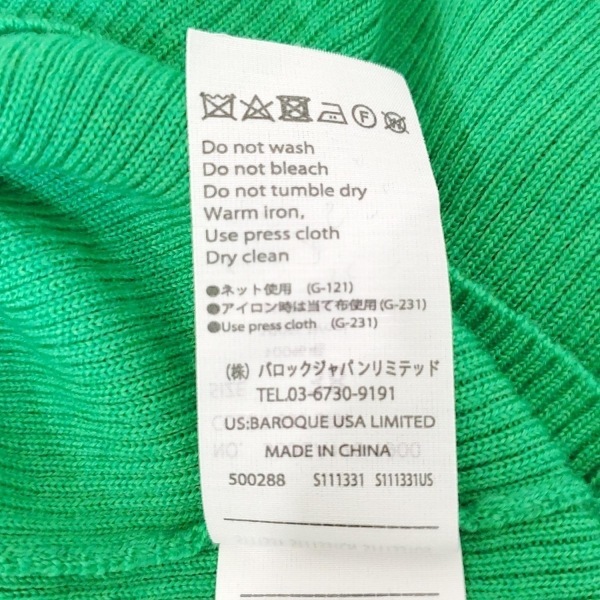 F W
Do not wash
Do not bleach
Do not tumble dry
Warm iron,
Use press cloth
Dry clean
●ネット使用 (G-121)
●アイロン時は当て布使用(G-231)
●Use press cloth (G-231)
(株) バロックジャパンリミテッド
TEL.03-6730-9191
US:BAROQUE USA LIMITED
MADE IN CHINA
500288 S111331 S111331US